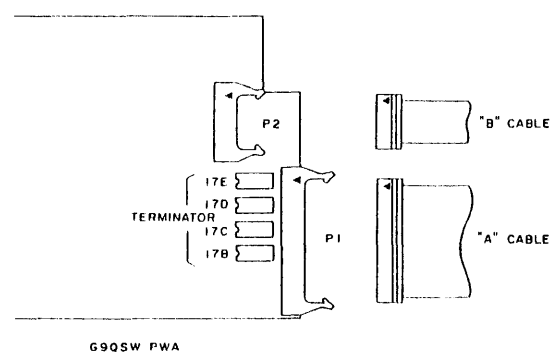 P2
"B" CABLE
17E
17D
TERMINATOR
17C
17B
P1
"A" CABLE
G9QSW PWA